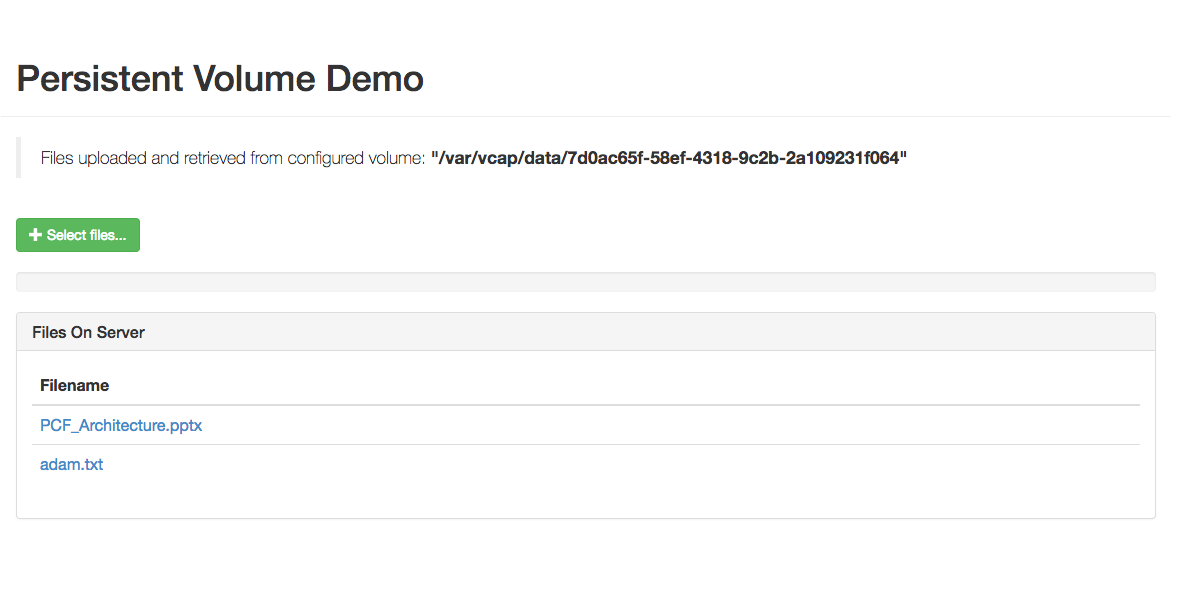 Persistent Volume Demo
Files uploaded and retrieved from configured volume: "/var/vcap/data/7d0ac65f-58ef-4318-9c2b-2a109231f064"
Select files...
Files On Server
Filename
PCF_Architecture.pptx
adam.txt